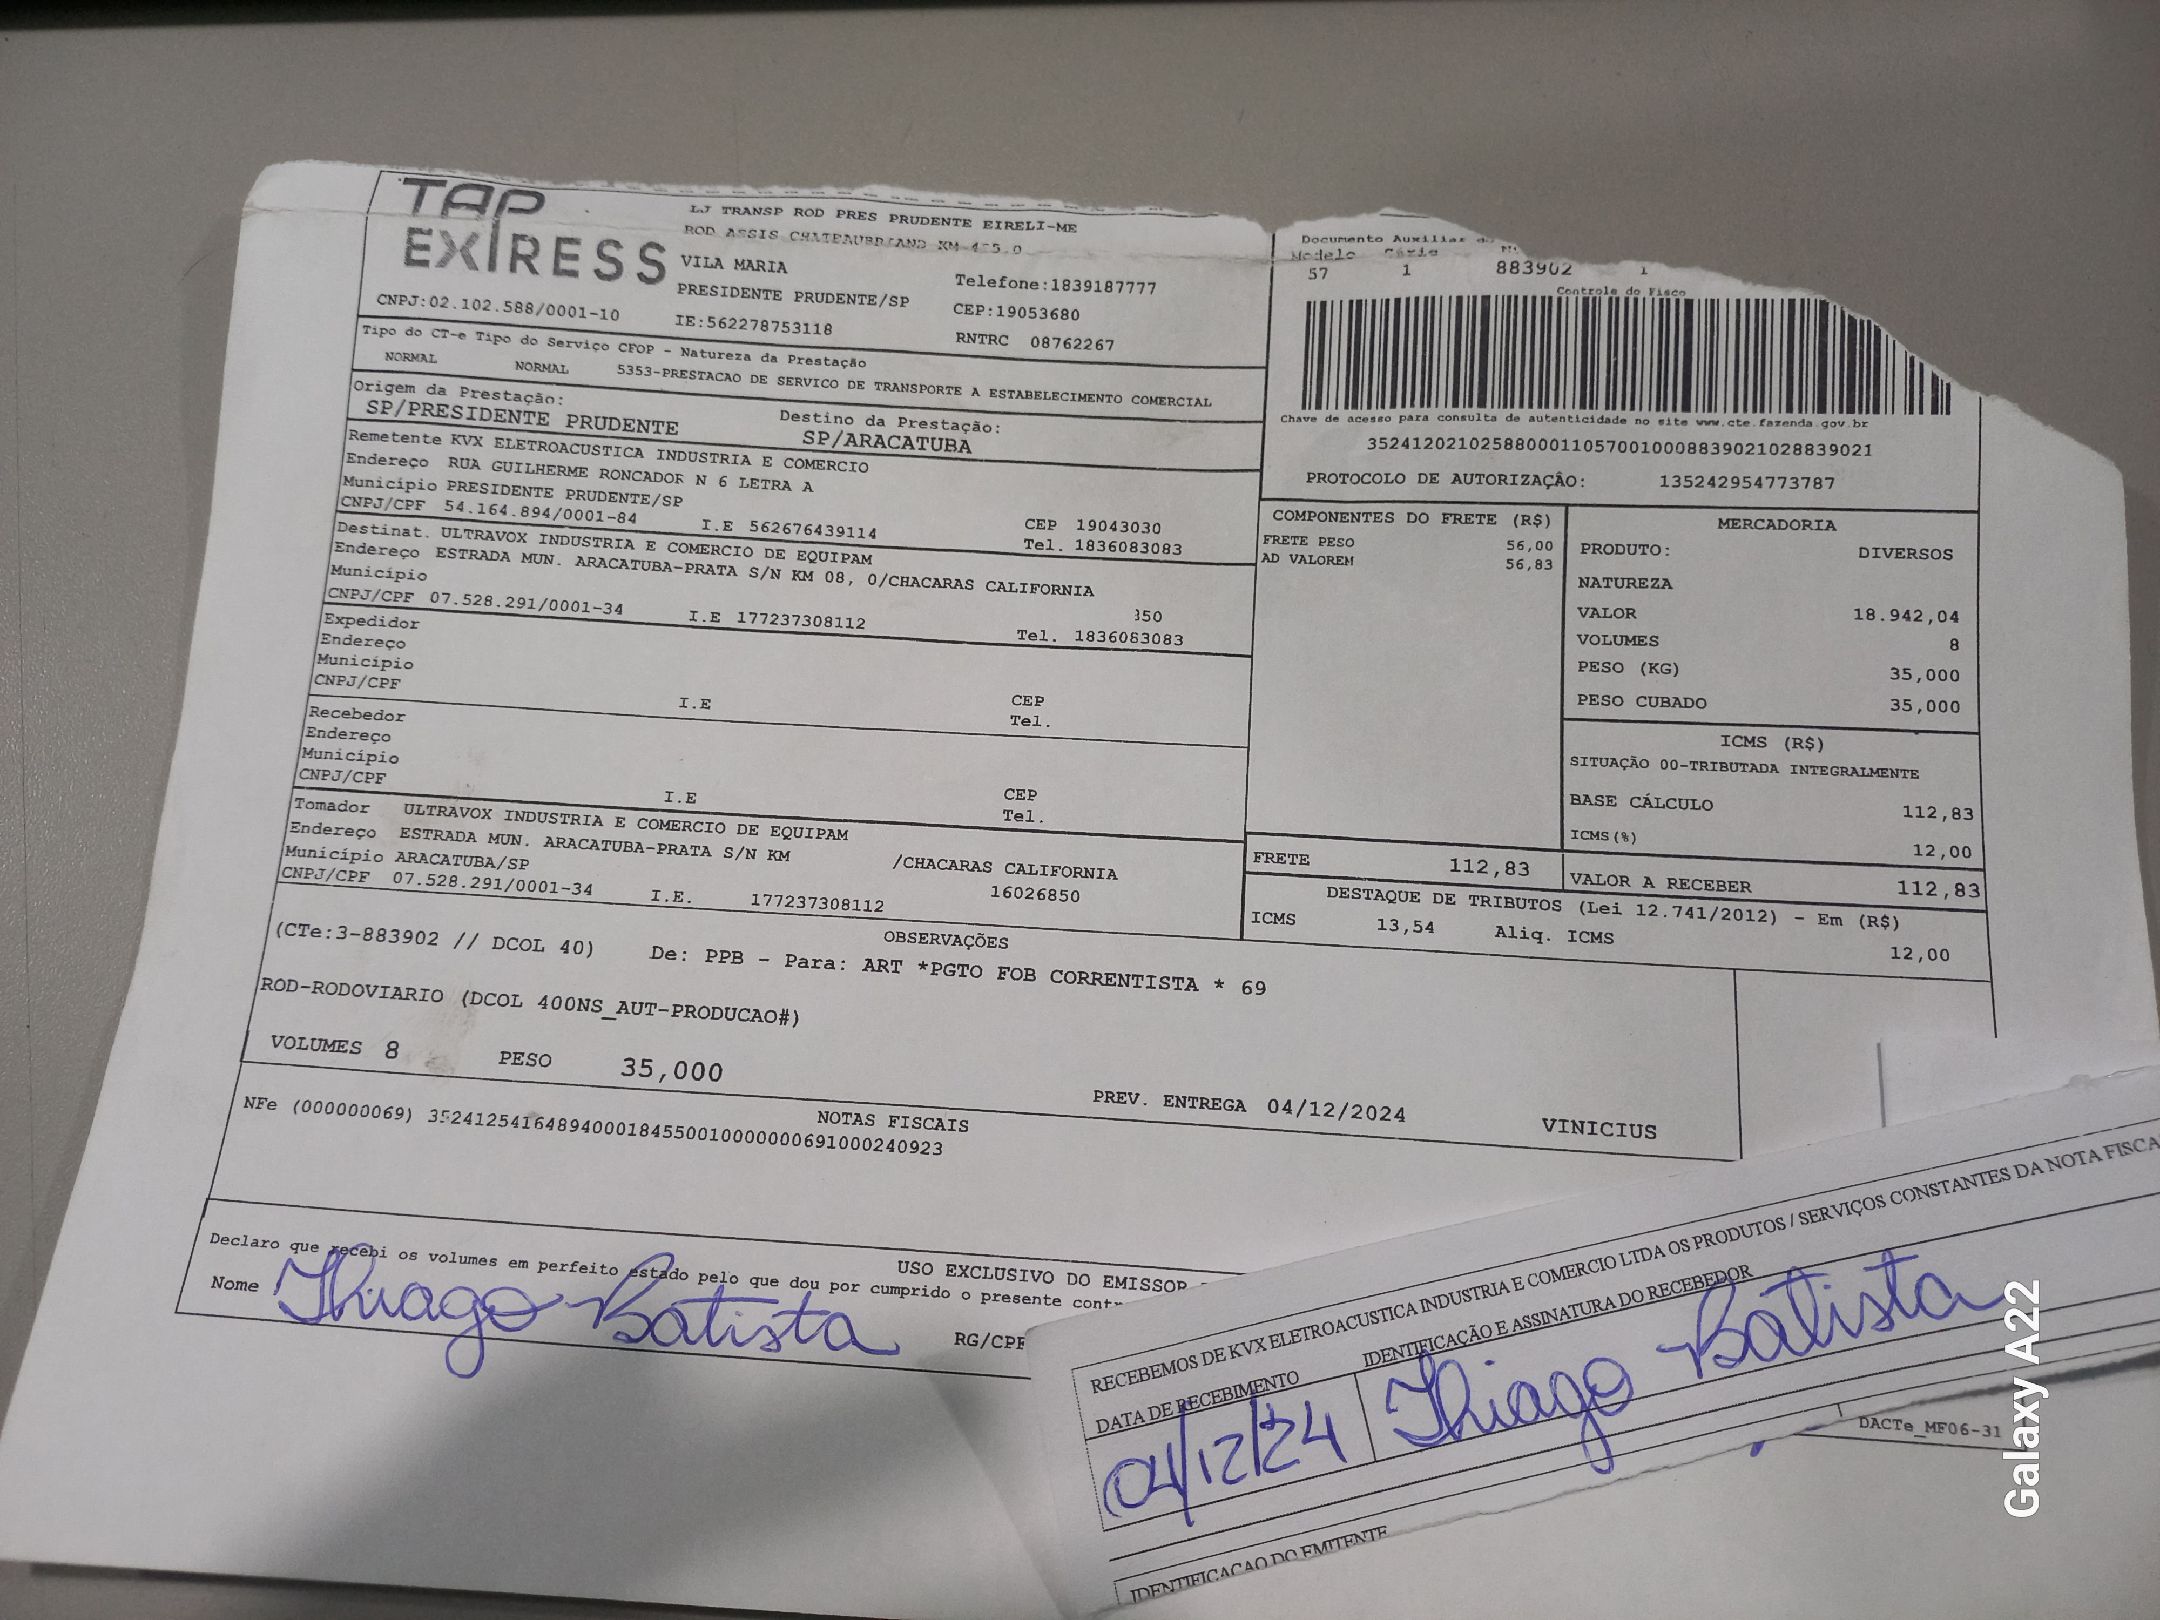 TAP
EXPRESS
LJ TRANSP ROD PRES PRUDENTE EIRELI-ME
ROD ASSIS CHATEAUBRIAND KM
VILA MARIA
Telefone:1839187777
PRESIDENTE PRUDENTE/SP
CEP:19053680
CNPJ:02.102.588/0001-10
IE:562278753118
RNTRC 08762267
Tipo do CT-e Tipo do Serviço CFOP - Natureza da Prestação
NORMAL NORMAL 5353-PRESTACAO DE SERVICO DE TRANSPORTE A ESTABELECIMENTO COMERCIAL
Origem da Prestação:
SP/PRESIDENTE PRUDENTE
Destino da Prestação:
SP/ARACATUBA
Remetente KVX ELETROACUSTICA INDUSTRIA E COMERCIO
Endereço RUA GUILHERME RONCADOR N 6 LETRA A
Município PRESIDENTE PRUDENTE/SP
CEP 19043030
CNPJ/CPF 54.164.894/0001-84 I.E 562676439114 Tel. 1836083083
Destinat. ULTRAVOX INDUSTRIA E COMERCIO DE EQUIPAM
Endereço ESTRADA MUN. ARACATUBA-PRATA S/N KM 08, 0/CHACARAS CALIFORNIA
Município 350
CNPJ/CPF 07.528.291/0001-34 I.E 177237308112 Tel. 1836083083
Expedidor
Endereço
Município CEP
CNPJ/CPF I.E Tel.
Recebedor
Endereço
Município CEP
CNPJ/CPF I.E Tel.
Tomador ULTRAVOX INDUSTRIA E COMERCIO DE EQUIPAM
Endereço ESTRADA MUN. ARACATUBA-PRATA S/N KM /CHACARAS CALIFORNIA
Município ARACATUBA/SP 16026850
CNPJ/CPF 07.528.291/0001-34 I.E. 177237308112
Documento Auxiliar
Modelo Série
57 1 883902 1
Controle do Fisco
Chave de acesso para consulta de autenticidade no site www.cte.fazenda.gov.br
35241202102588000110570010008839021028839021
PROTOCOLO DE AUTORIZAÇÂO: 135242954773787
COMPONENTES DO FRETE (R$)
FRETE PESO 56,00
AD VALOREM 56,83
MERCADORIA
PRODUTO: DIVERSOS
NATUREZA
VALOR 18.942,04
VOLUMES 8
PESO (KG) 35,000
PESO CUBADO 35,000
ICMS (R$)
SITUAÇÃO 00-TRIBUTADA INTEGRALMENTE
BASE CÁLCULO 112,83
ICMS(%) 12,00
FRETE 112,83 VALOR A RECEBER 112,83
DESTAQUE DE TRIBUTOS (Lei 12.741/2012) - Em (R$)
ICMS 13,54 Aliq. ICMS 12,00
OBSERVAÇÕES
(CTe:3-883902 // DCOL 40) De: PPB - Para: ART *PGTO FOB CORRENTISTA * 69
ROD-RODOVIARIO (DCOL 400NS_AUT-PRODUCAO#)
VOLUMES 8 PESO 35,000 PREV. ENTREGA 04/12/2024 VINICIUS
NOTAS FISCAIS
NFe (000000069) 35241254164894000184550010000000691000240923
USO EXCLUSIVO DO EMISSOR
Declaro que recebi os volumes em perfeito estado pelo que dou por cumprido o presente contr
Nome Thiago Batista RG/CPF
RECEBEMOS DE KVX ELETROACUSTICA INDUSTRIA E COMERCIO LTDA OS PRODUTOS / SERVIÇOS CONSTANTES DA NOTA FISCA
DATA DE RECEBIMENTO IDENTIFICAÇÃO E ASSINATURA DO RECEBEDOR
04/12/24 Thiago Batista
IDENTIFICAÇAO DO EMITENTE
DACTe_MF06-31
Galaxy A22